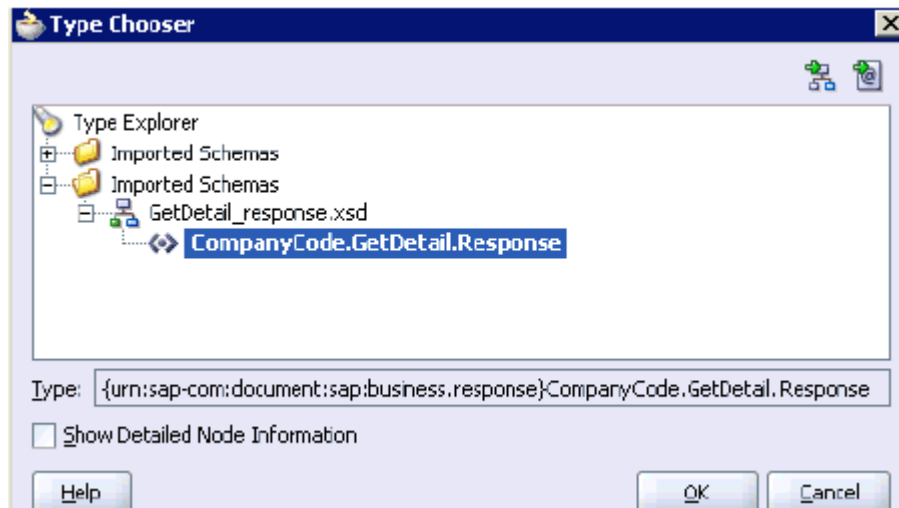 Type Chooser
Type Explorer
Imported Schemas
Imported Schemas
GetDetail_response.xsd
CompanyCode.GetDetail.Response
Type: {urn:sap-com:document:sap:business.response}CompanyCode.GetDetail.Response
Show Detailed Node Information
Help OK Cancel